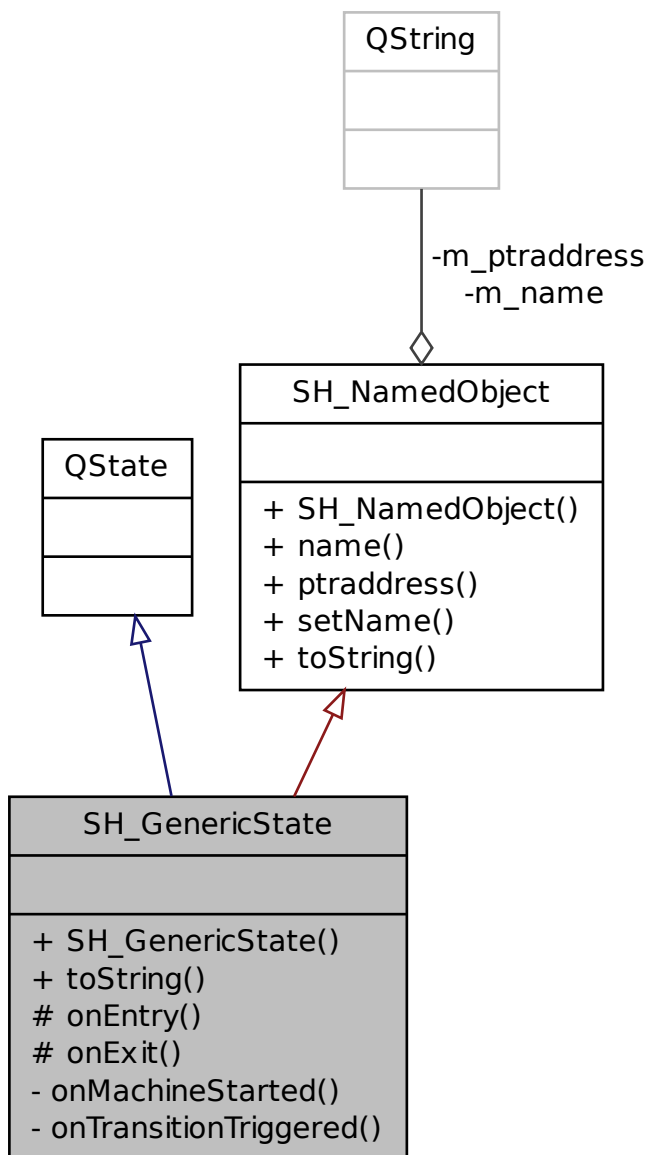 QString
-m_ptraddress
-m_name
SH_NamedObject
+ SH_NamedObject()
+ name()
+ ptraddress()
+ setName()
+ toString()
QState
SH_GenericState
+ SH_GenericState()
+ toString()
# onEntry()
# onExit()
- onMachineStarted()
- onTransitionTriggered()